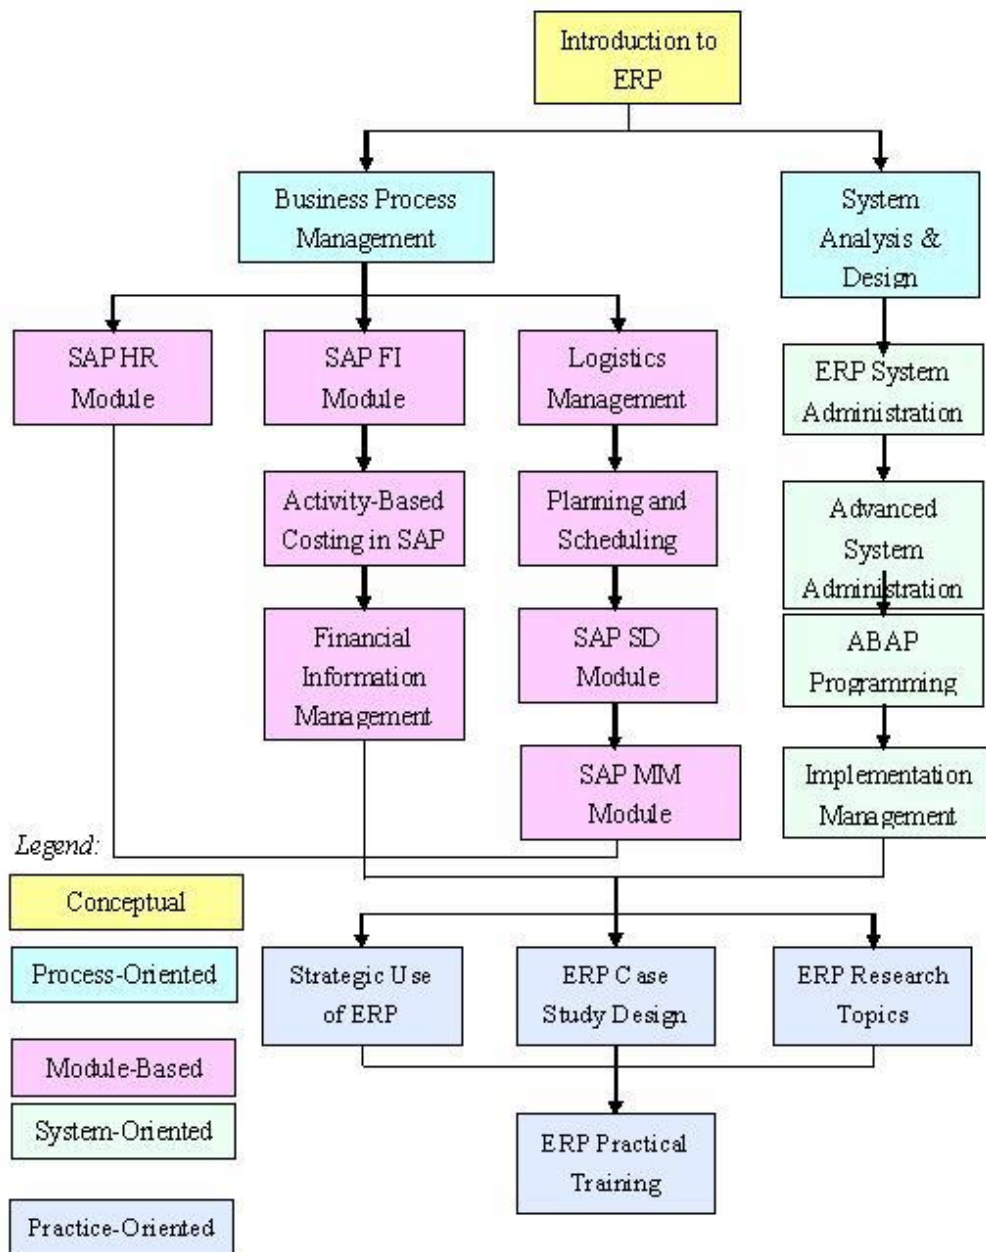 Introduction to
ERP
Business Process
Management
System
Analysis &
Design
SAP HR
Module
SAP FI
Module
Logistics
Management
ERP System
Administration
Activity-Based
Costing in SAP
Planning and
Scheduling
Advanced
System
Administration
Financial
Information
Management
SAP SD
Module
ABAP
Programming
SAP MM
Module
Implementation
Management
Legend:
Conceptual
Process-Oriented
Module-Based
System-Oriented
Practice-Oriented
Strategic Use
of ERP
ERP Case
Study Design
ERP Research
Topics
ERP Practical
Training